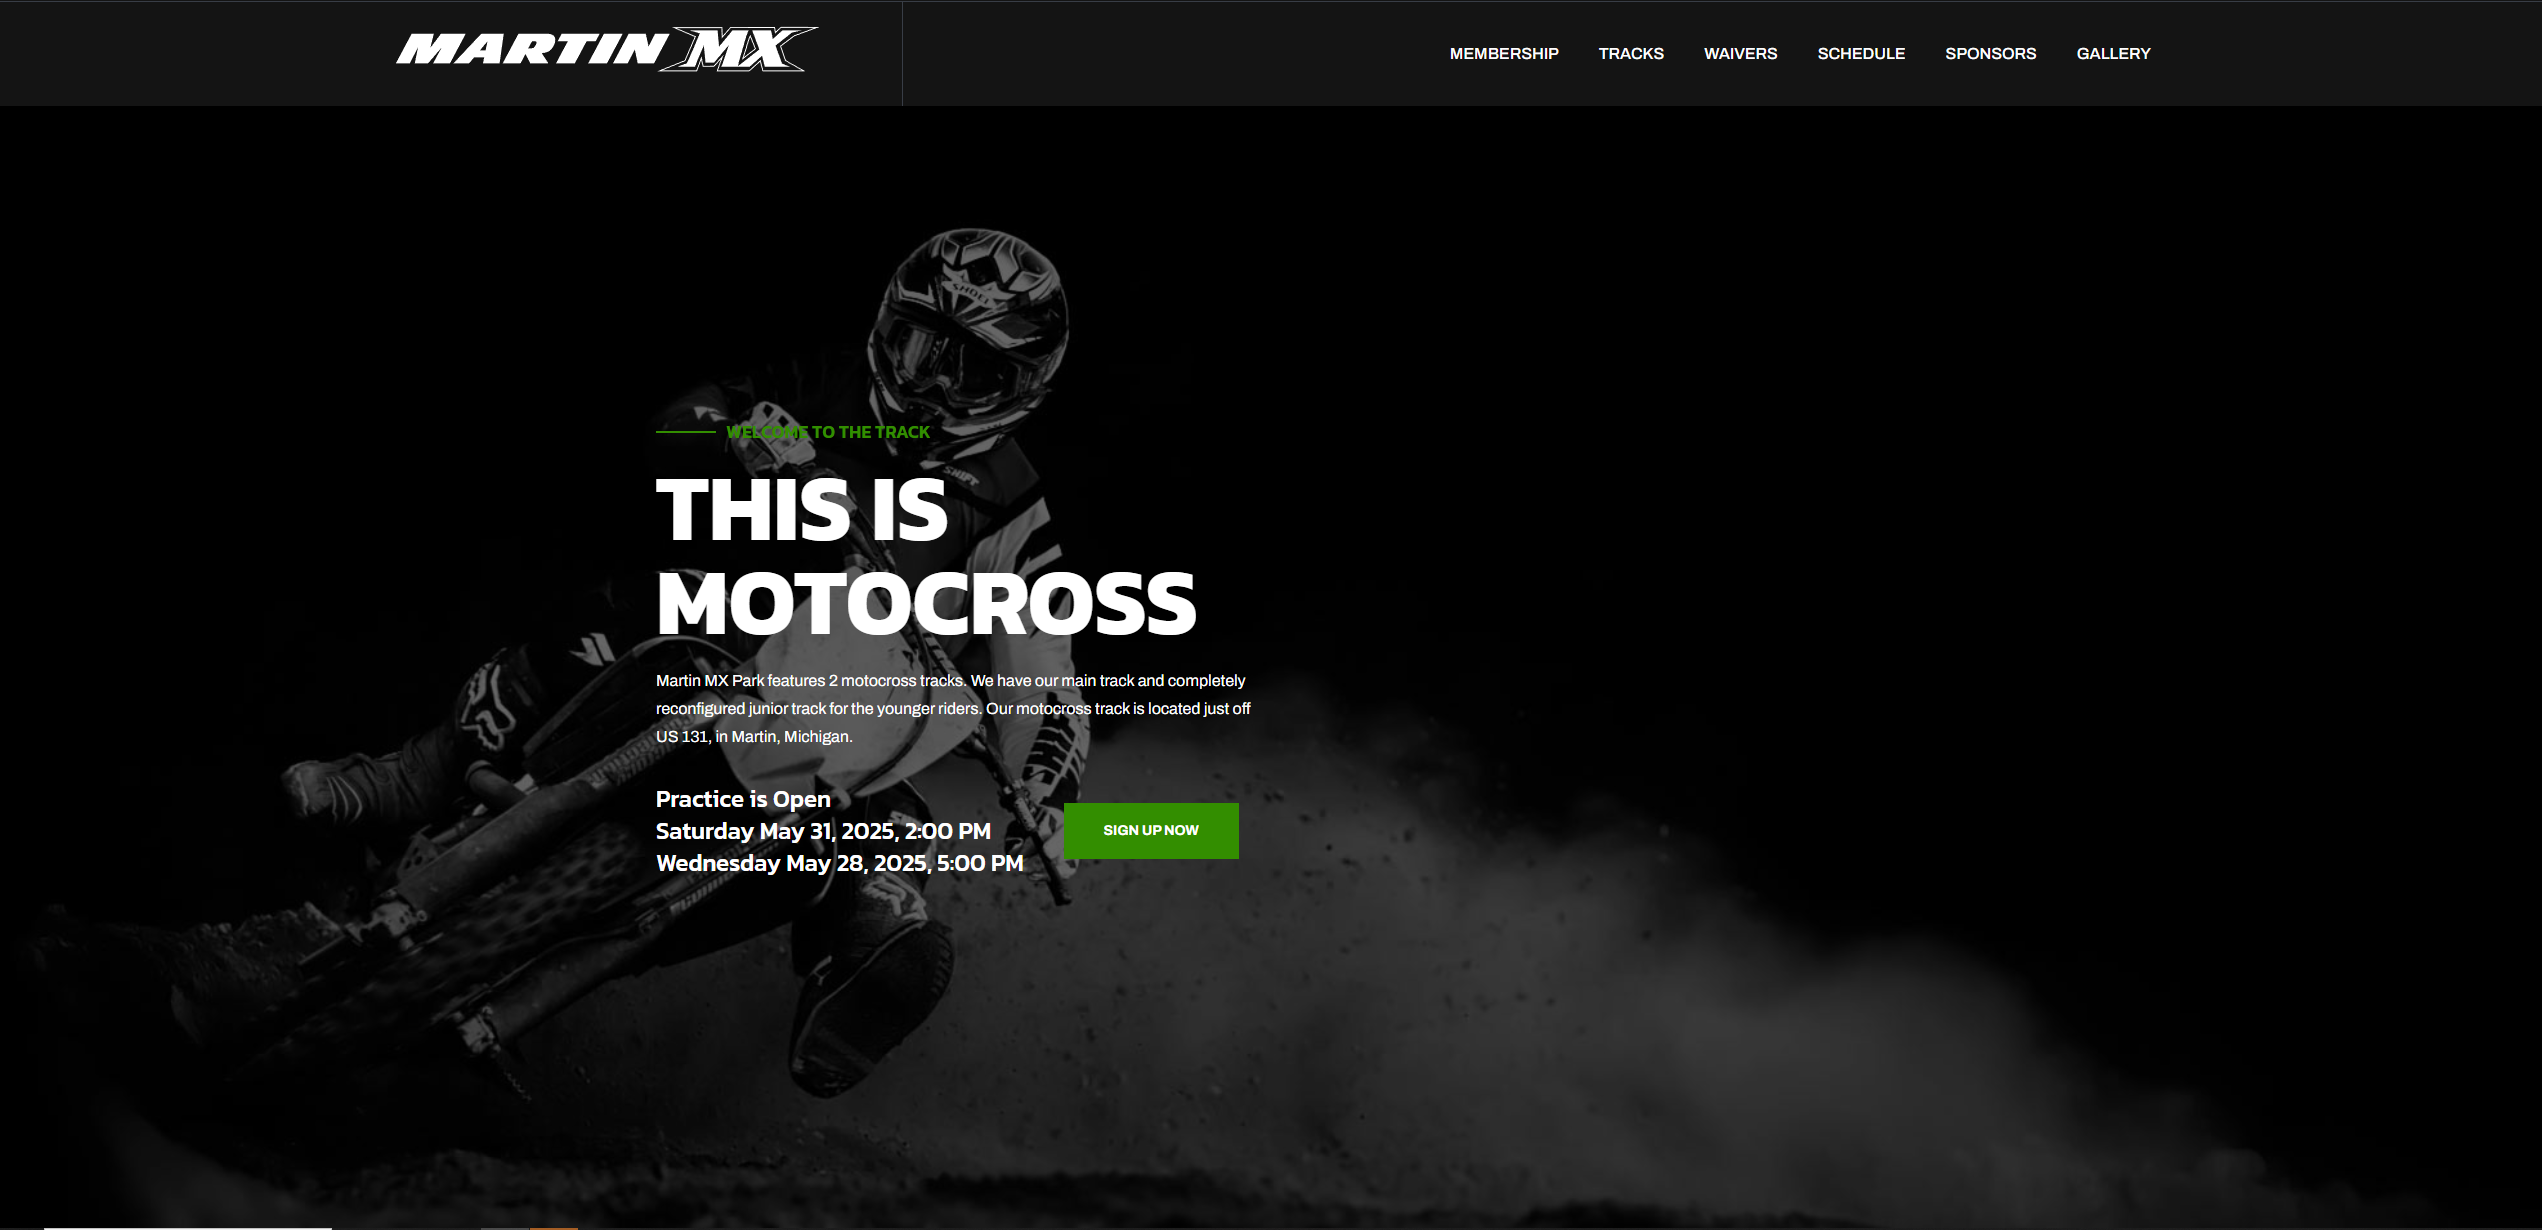 MARTIN MX
MEMBERSHIP TRACKS WAIVERS SCHEDULE SPONSORS GALLERY
SHOEI
WELCOME TO THE TRACK
SHIFT
THIS IS
MOTOCROSS
Martin MX Park features 2 motocross tracks. We have our main track and completely
reconfigured junior track for the younger riders. Our motocross track is located just off
US 131, in Martin, Michigan.
Practice is Open
Saturday May 31, 2025, 2:00 PM
Wednesday May 28, 2025, 5:00 PM
SIGN UP NOW